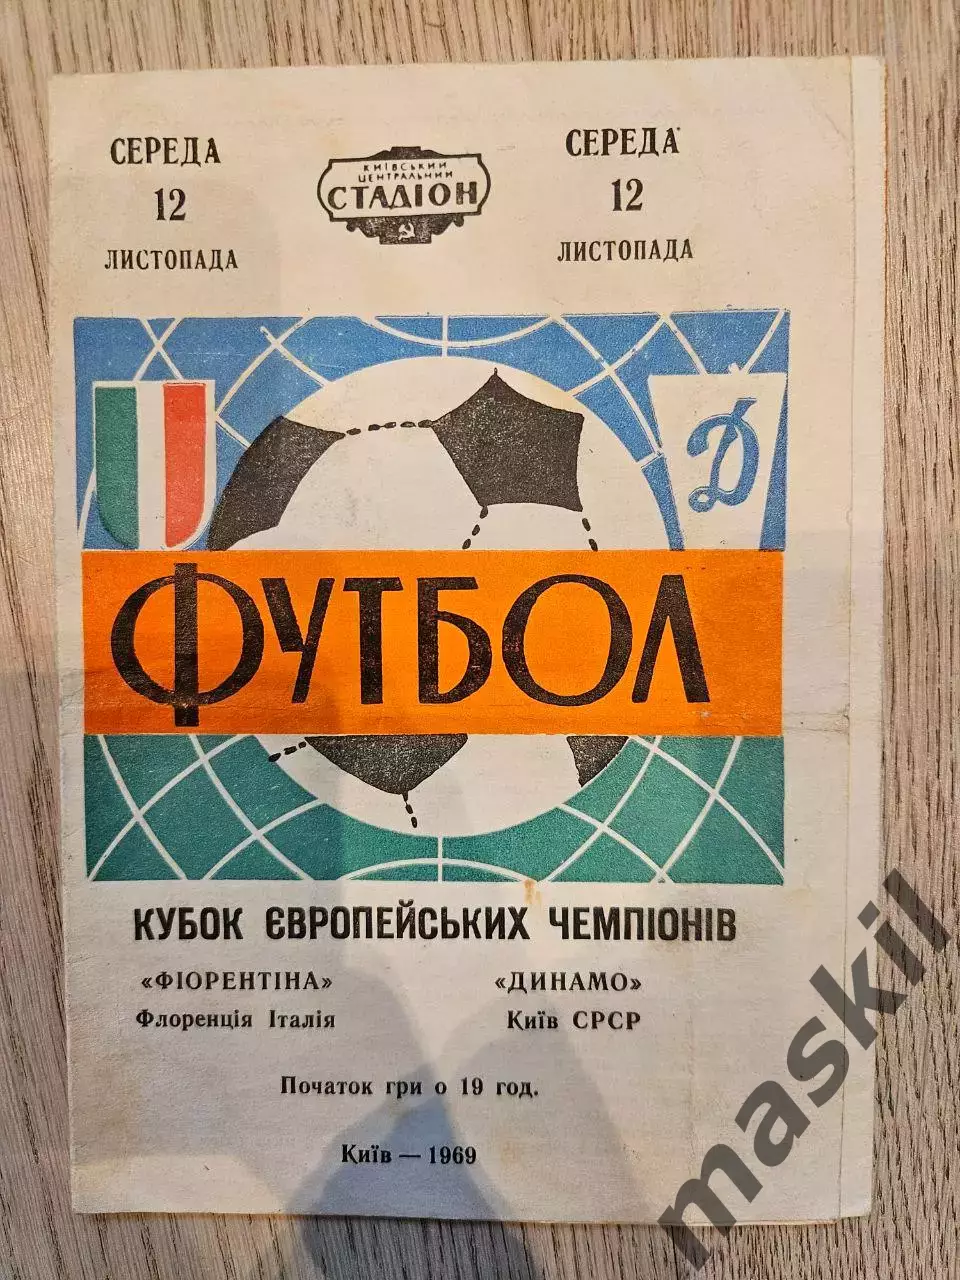 СЕРЕДА
12
ЛИСТОПАДА
КИЇВСЬКИЙ
ЦЕНТРАЛЬНИЙ
СТАДІОН
СЕРЕДА
12
ЛИСТОПАДА
Д
ФУТБОЛ
КУБОК ЄВРОПЕЙСЬКИХ ЧЕМПІОНІВ
«ФІОРЕНТІНА»
Флоренція Італія
«ДИНАМО»
Київ СРСР
Початок гри о 19 год.
Київ — 1969
maskil